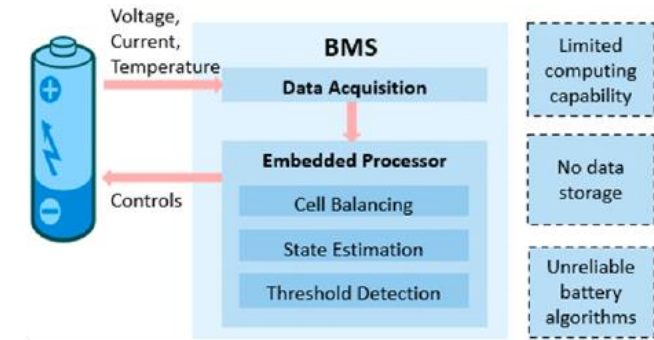 Voltage,
Current,
Temperature
BMS
Data Acquisition
Embedded Processor
Cell Balancing
State Estimation
Threshold Detection
Controls
Limited
computing
capability
No data
storage
Unreliable
battery
algorithms